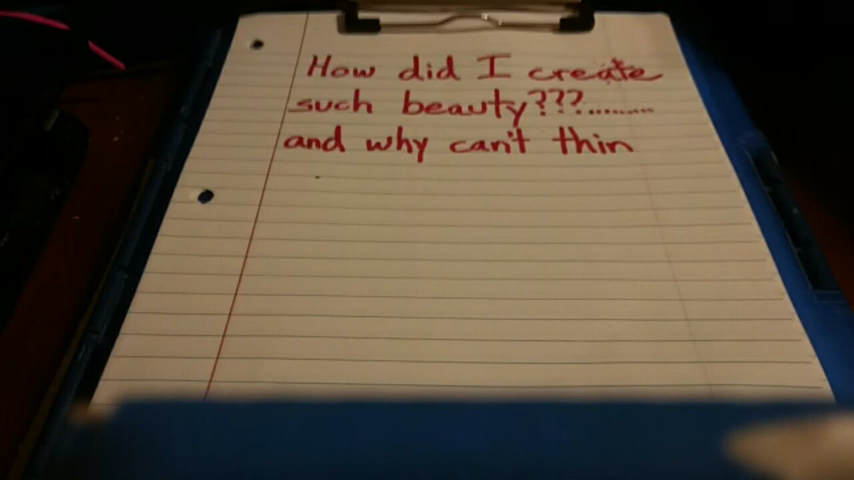 How did I create
such beauty???.........
and why can't thin